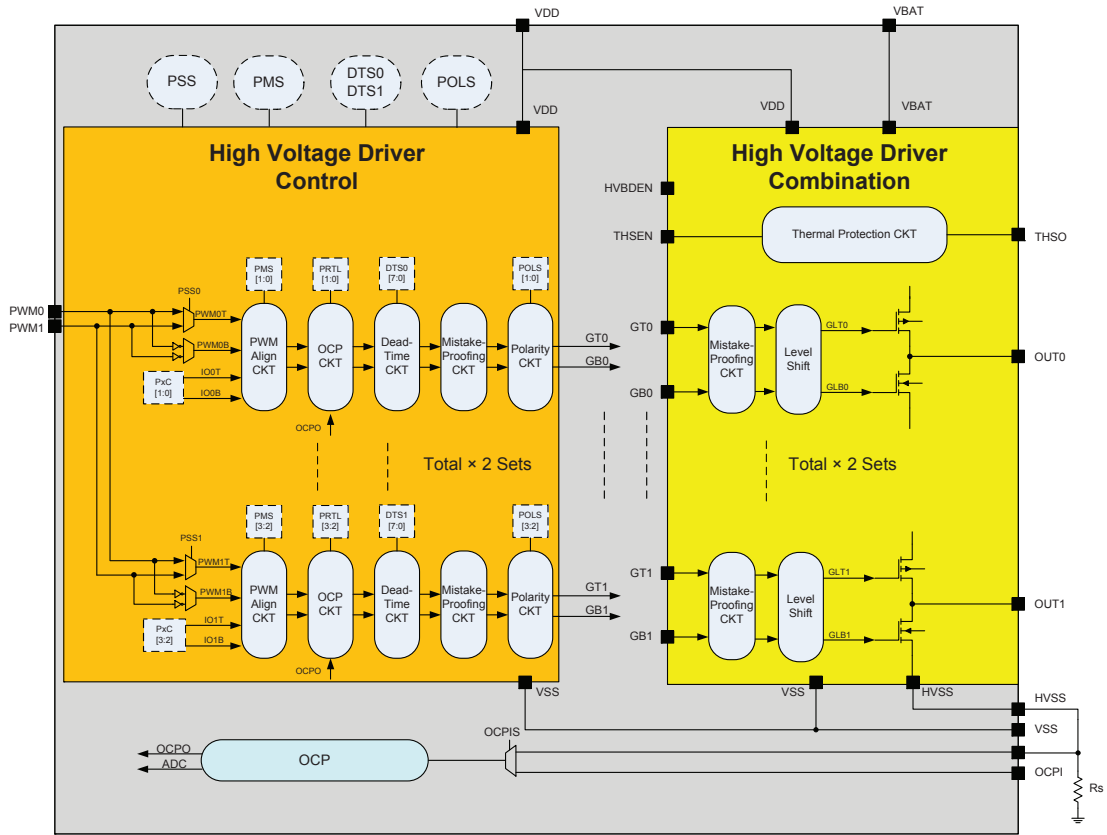 VDD
VBAT
PSS
PMS
DTS0
DTS1
POLS
VDD
VDD
VBAT
High Voltage Driver
Control
High Voltage Driver
Combination
HVBDEN
THSEN
Thermal Protection CKT
THSO
PMS
[1:0]
PRTL
[1:0]
DTS0
[7:0]
POLS
[1:0]
PSS0
PWM0
PWM1
PWM0T
PWM0B
PxC
[1:0]
IO0T
IO0B
PWM
Align
CKT
OCP
CKT
Dead-
Time
CKT
Mistake-
Proofing
CKT
Polarity
CKT
GT0
GB0
OCPO
GT0
GB0
Mistake-
Proofing
CKT
Level
Shift
GLT0
GLB0
OUT0
Total × 2 Sets
Total × 2 Sets
PMS
[3:2]
PRTL
[3:2]
DTS1
[7:0]
POLS
[3:2]
PSS1
PWM1T
PWM1B
PxC
[3:2]
IO1T
IO1B
PWM
Align
CKT
OCP
CKT
Dead-
Time
CKT
Mistake-
Proofing
CKT
Polarity
CKT
GT1
GB1
OCPO
GT1
GB1
Mistake-
Proofing
CKT
Level
Shift
GLT1
GLB1
OUT1
VSS
VSS
HVSS
HVSS
VSS
OCPIS
OCPO
ADC
OCP
OCPI
Rs